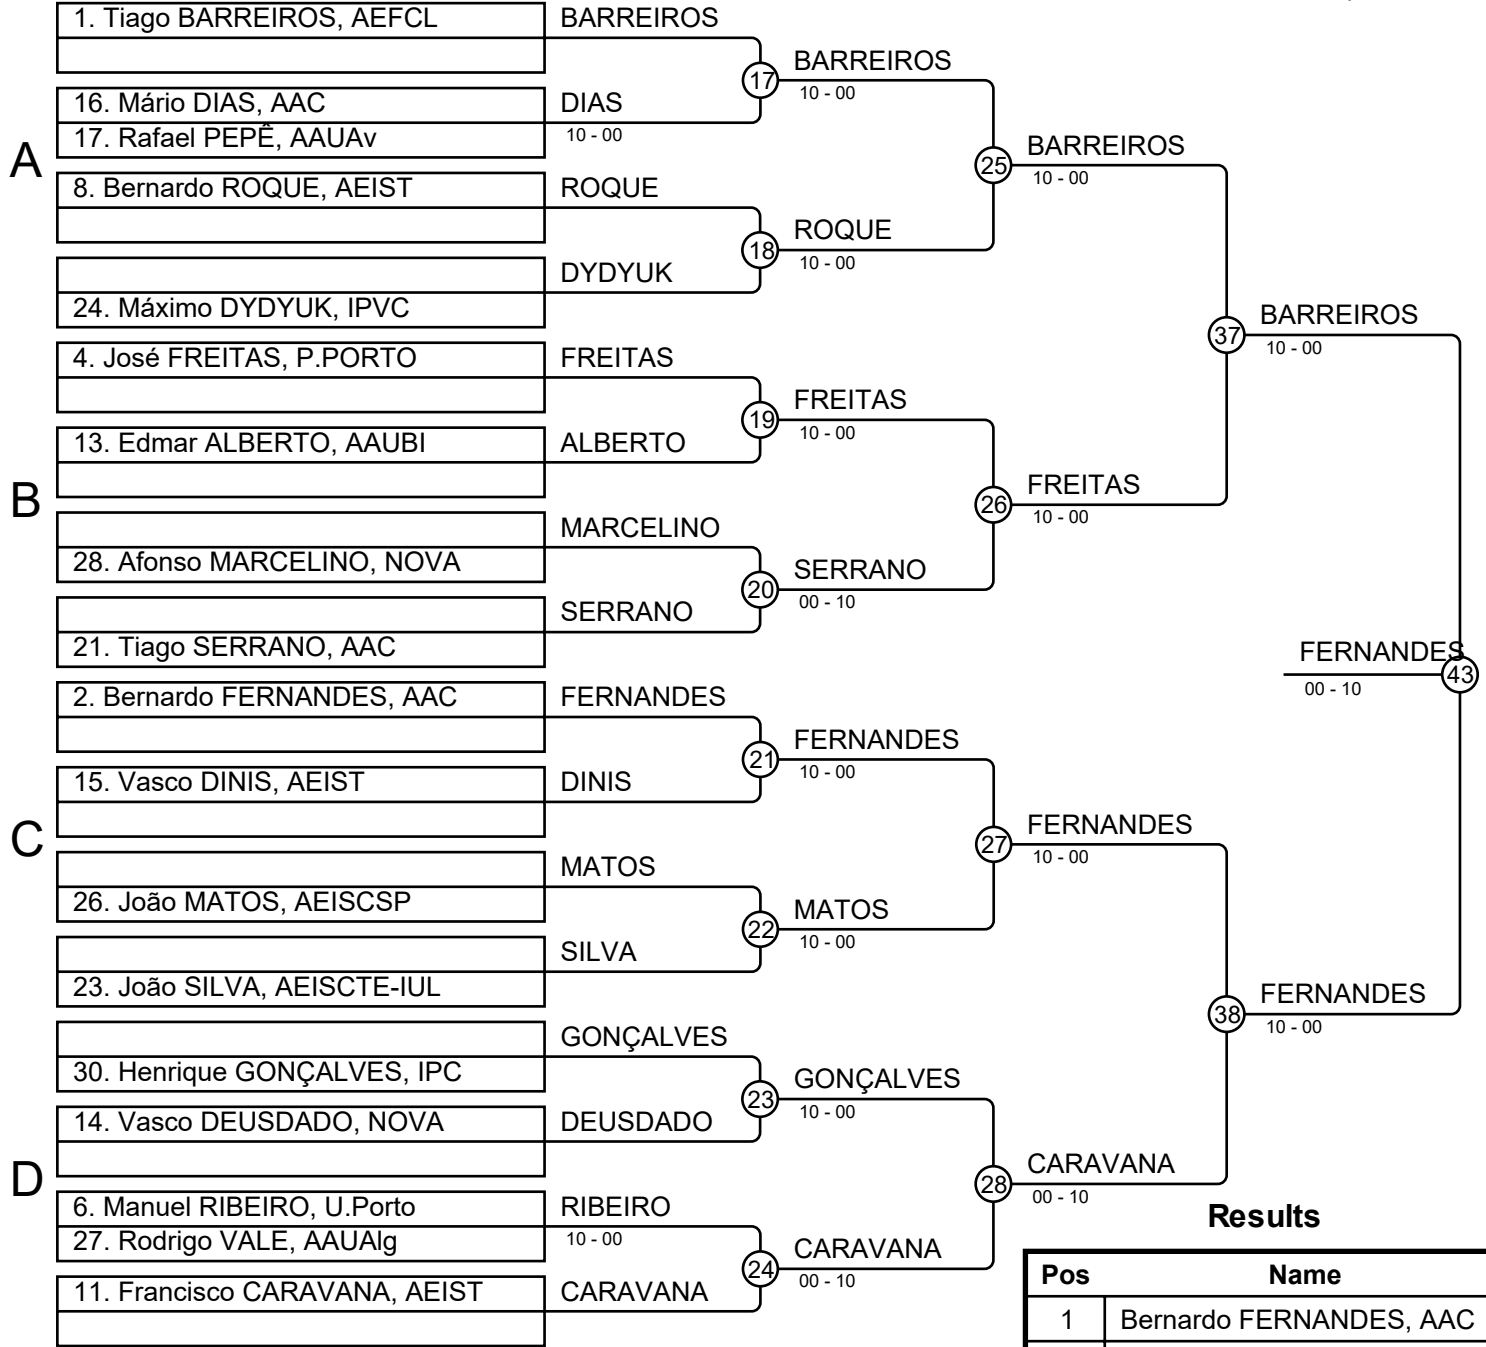 1. Tiago BARREIROS, AEFCL
BARREIROS
BARREIROS
17
10 - 00
16. Mário DIAS, AAC
DIAS
17. Rafael PEPÊ, AAUAv
10 - 00
A
BARREIROS
25
10 - 00
8. Bernardo ROQUE, AEIST
ROQUE
ROQUE
18
10 - 00
DYDYUK
24. Máximo DYDYUK, IPVC
BARREIROS
37
10 - 00
4. José FREITAS, P.PORTO
FREITAS
FREITAS
19
10 - 00
13. Edmar ALBERTO, AAUBI
ALBERTO
B
FREITAS
26
10 - 00
MARCELINO
28. Afonso MARCELINO, NOVA
SERRANO
20
00 - 10
SERRANO
21. Tiago SERRANO, AAC
FERNANDES
43
00 - 10
2. Bernardo FERNANDES, AAC
FERNANDES
FERNANDES
21
10 - 00
15. Vasco DINIS, AEIST
DINIS
C
FERNANDES
27
10 - 00
MATOS
26. João MATOS, AEISCSP
MATOS
22
10 - 00
SILVA
23. João SILVA, AEISCTE-IUL
FERNANDES
38
10 - 00
GONÇALVES
30. Henrique GONÇALVES, IPC
GONÇALVES
23
10 - 00
14. Vasco DEUSDADO, NOVA
DEUSDADO
D
CARAVANA
28
00 - 10
6. Manuel RIBEIRO, U.Porto
RIBEIRO
27. Rodrigo VALE, AAUAlg
10 - 00
CARAVANA
24
00 - 10
11. Francisco CARAVANA, AEIST
CARAVANA
Results
Pos Name
1 Bernardo FERNANDES, AAC